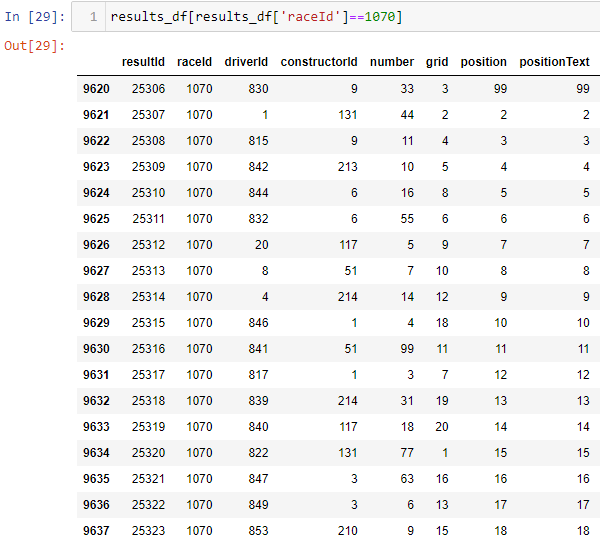 In [29]: 1 results_df[results_df['raceId']==1070]
Out[29]:
resultId raceId driverId constructorId number grid position positionText
9620 25306 1070 830 9 33 3 99 99
9621 25307 1070 1 131 44 2 2 2
9622 25308 1070 815 9 11 4 3 3
9623 25309 1070 842 213 10 5 4 4
9624 25310 1070 844 6 16 8 5 5
9625 25311 1070 832 6 55 6 6 6
9626 25312 1070 20 117 5 9 7 7
9627 25313 1070 8 51 7 10 8 8
9628 25314 1070 4 214 14 12 9 9
9629 25315 1070 846 1 4 18 10 10
9630 25316 1070 841 51 99 11 11 11
9631 25317 1070 817 1 3 7 12 12
9632 25318 1070 839 214 31 19 13 13
9633 25319 1070 840 117 18 20 14 14
9634 25320 1070 822 131 77 1 15 15
9635 25321 1070 847 3 63 16 16 16
9636 25322 1070 849 3 6 13 17 17
9637 25323 1070 853 210 9 15 18 18